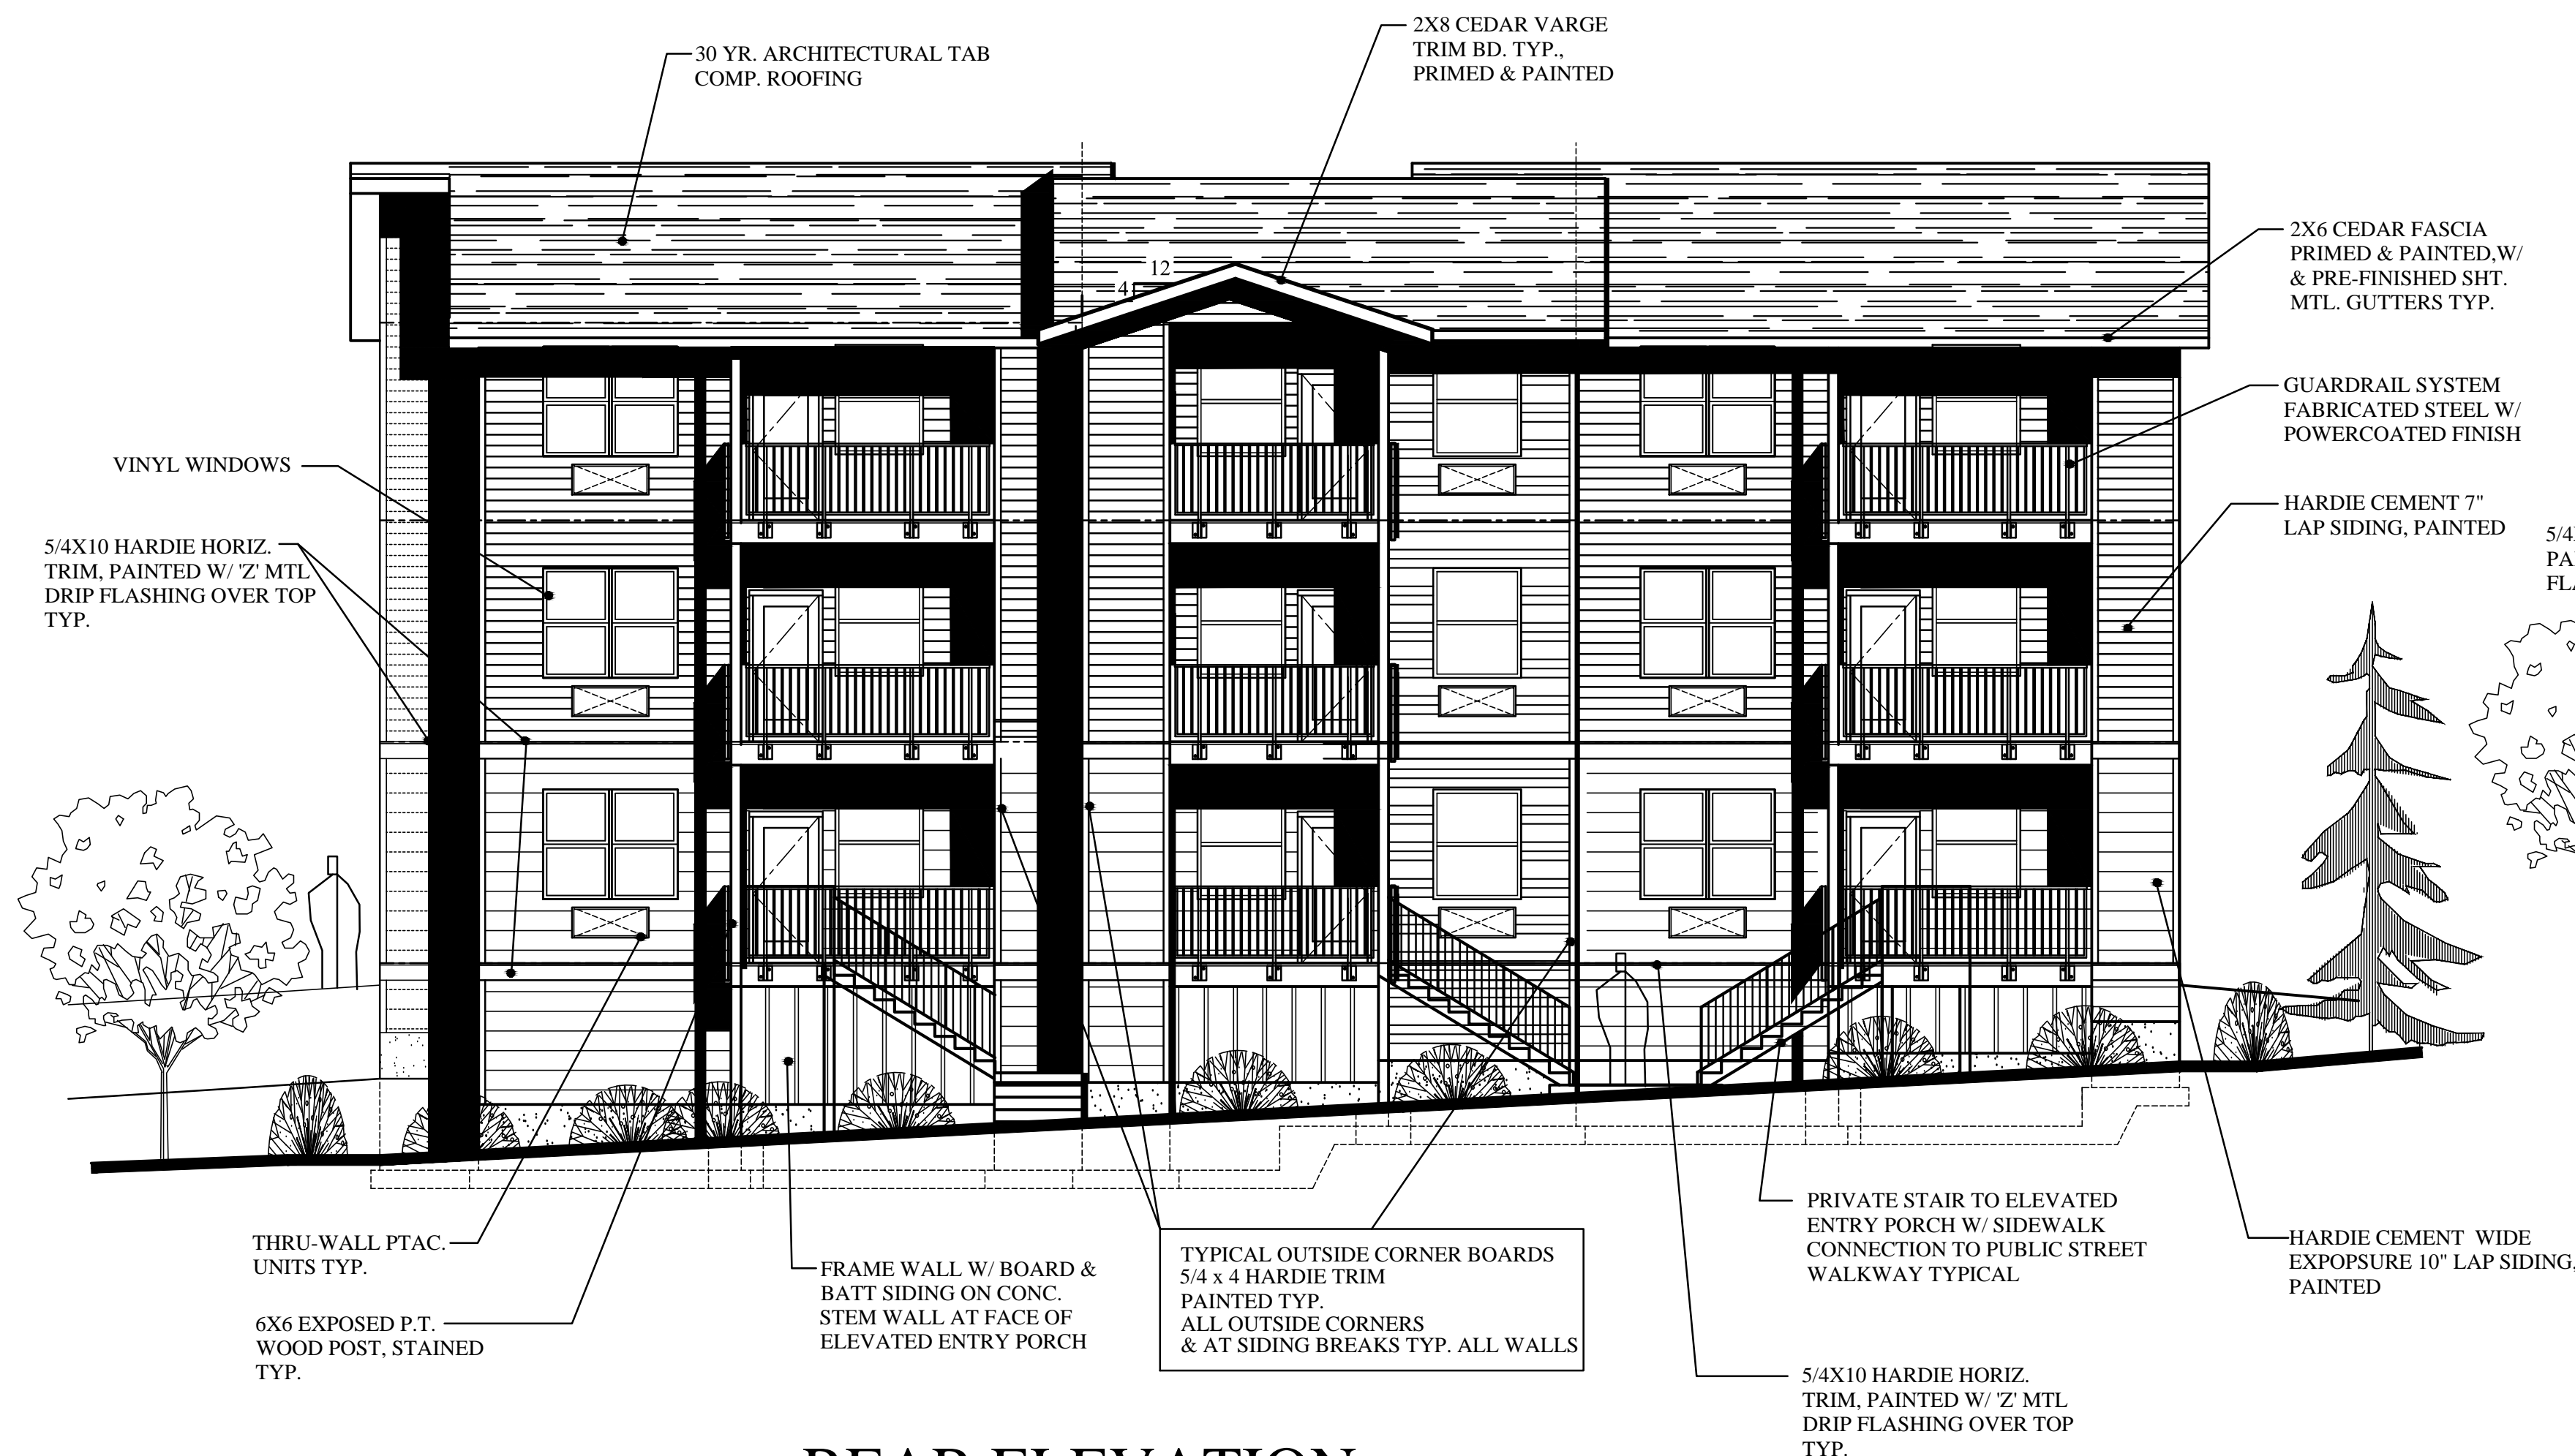 30 YR. ARCHITECTURAL TAB
COMP. ROOFING
2X8 CEDAR VARGE
TRIM BD. TYP.,
PRIMED & PAINTED
2X6 CEDAR FASCIA
PRIMED & PAINTED,W/
& PRE-FINISHED SHT.
MTL. GUTTERS TYP.
12
4
GUARDRAIL SYSTEM
FABRICATED STEEL W/
POWERCOATED FINISH
VINYL WINDOWS
HARDIE CEMENT 7"
LAP SIDING, PAINTED
5/4X10 HARDIE HORIZ.
TRIM, PAINTED W/ 'Z' MTL
DRIP FLASHING OVER TOP
TYP.
THRU-WALL PTAC.
UNITS TYP.
6X6 EXPOSED P.T.
WOOD POST, STAINED
TYP.
FRAME WALL W/ BOARD &
BATT SIDING ON CONC.
STEM WALL AT FACE OF
ELEVATED ENTRY PORCH
TYPICAL OUTSIDE CORNER BOARDS
5/4 x 4 HARDIE TRIM
PAINTED TYP.
ALL OUTSIDE CORNERS
& AT SIDING BREAKS TYP. ALL WALLS
PRIVATE STAIR TO ELEVATED
ENTRY PORCH W/ SIDEWALK
CONNECTION TO PUBLIC STREET
WALKWAY TYPICAL
HARDIE CEMENT WIDE
EXPOPSURE 10" LAP SIDING,
PAINTED
5/4X10 HARDIE HORIZ.
TRIM, PAINTED W/ 'Z' MTL
DRIP FLASHING OVER TOP
TYP.
REAR ELEVATION